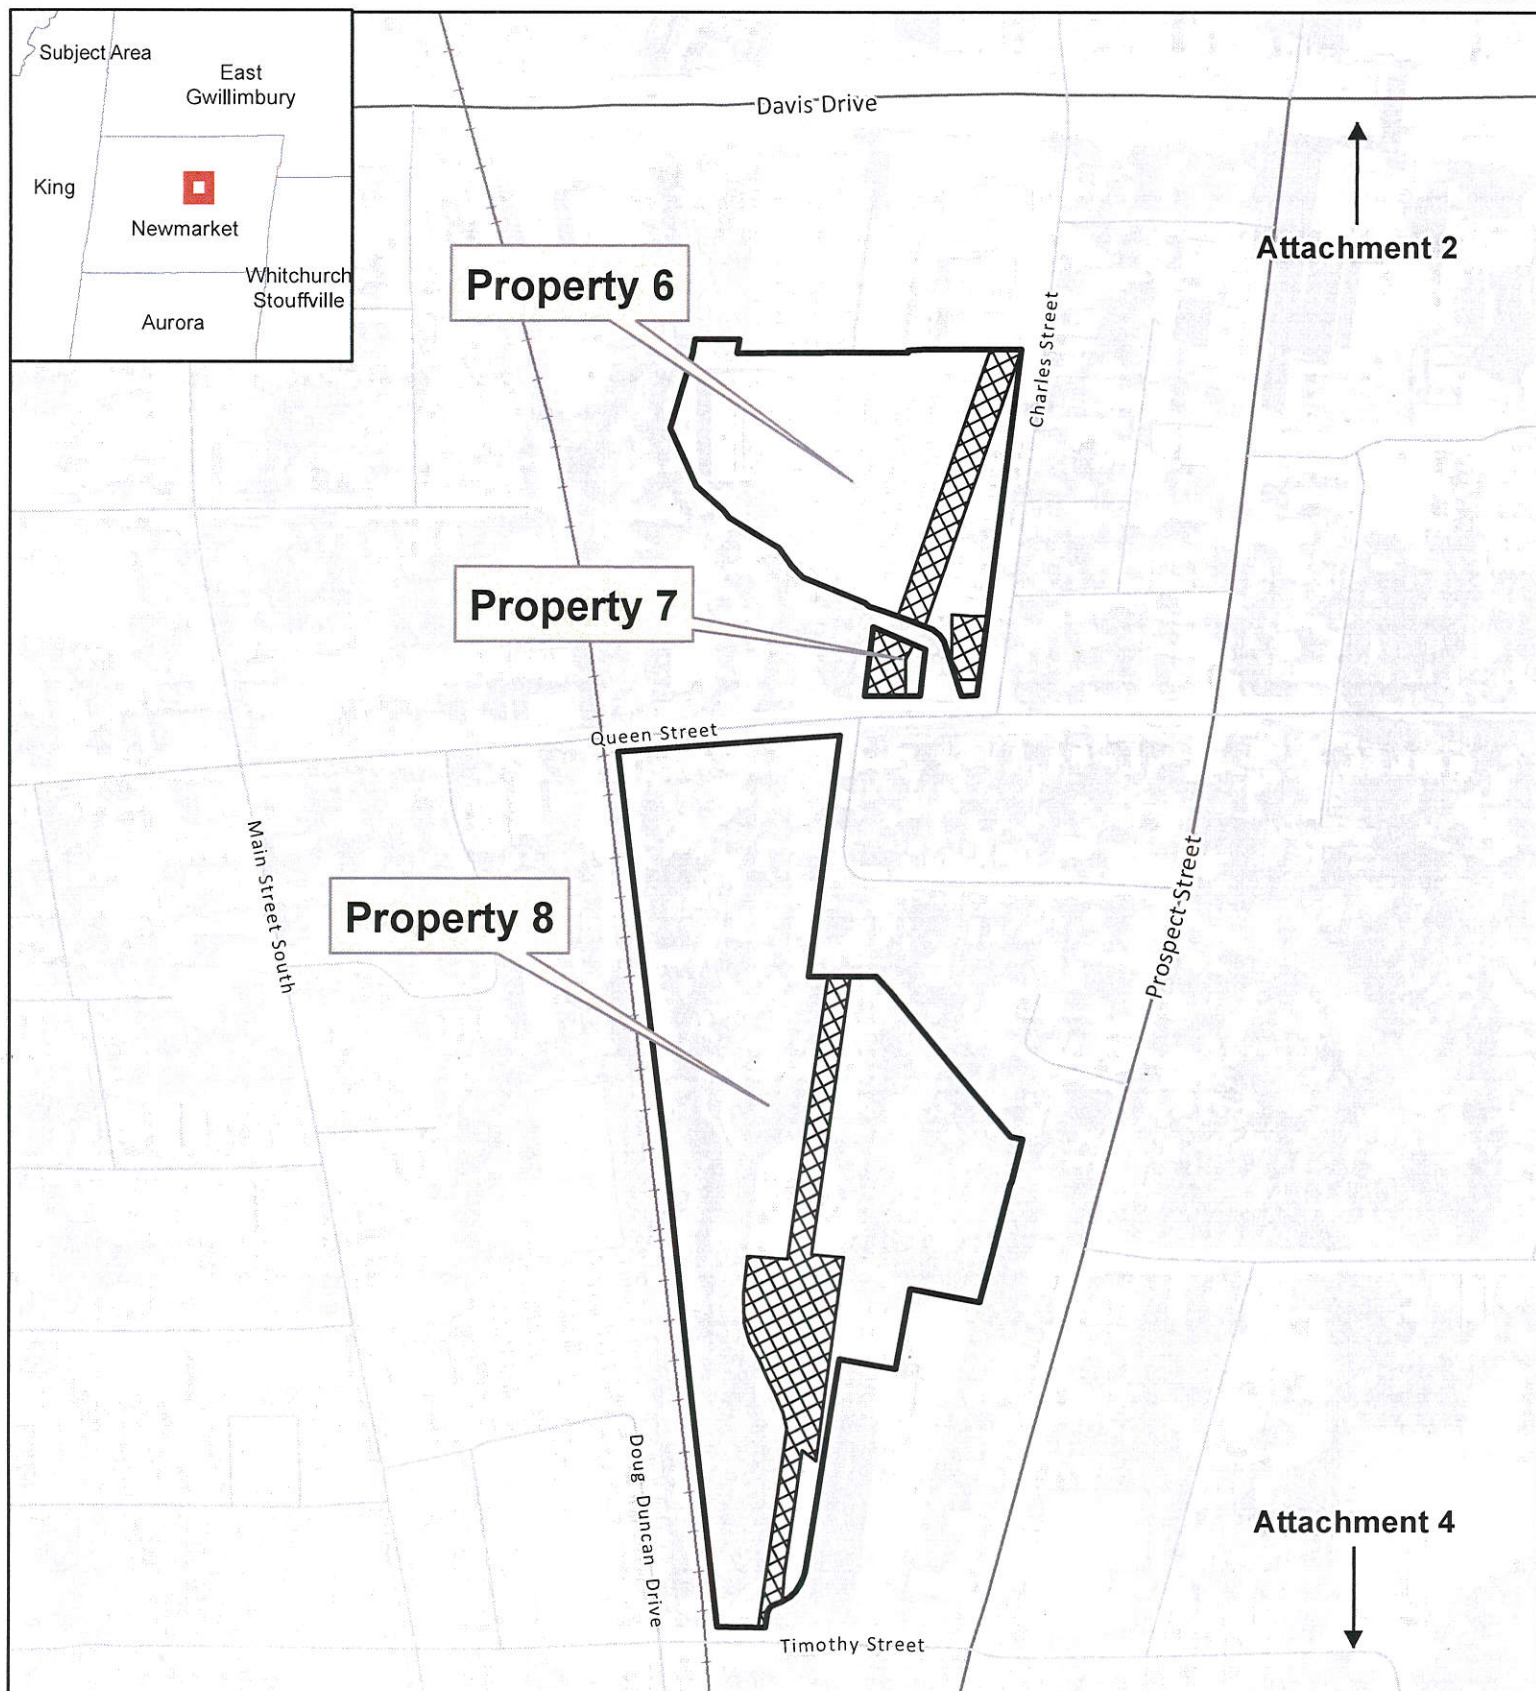 Subject Area
East
Gwillimbury
King
Newmarket
Whitchurch
Stouffville
Aurora
Davis Drive
Attachment 2
Property 6
Charles Street
Property 7
Queen Street
Main Street South
Property 8
Prospect Street
Doug Duncan Drive
Attachment 4
Timothy Street